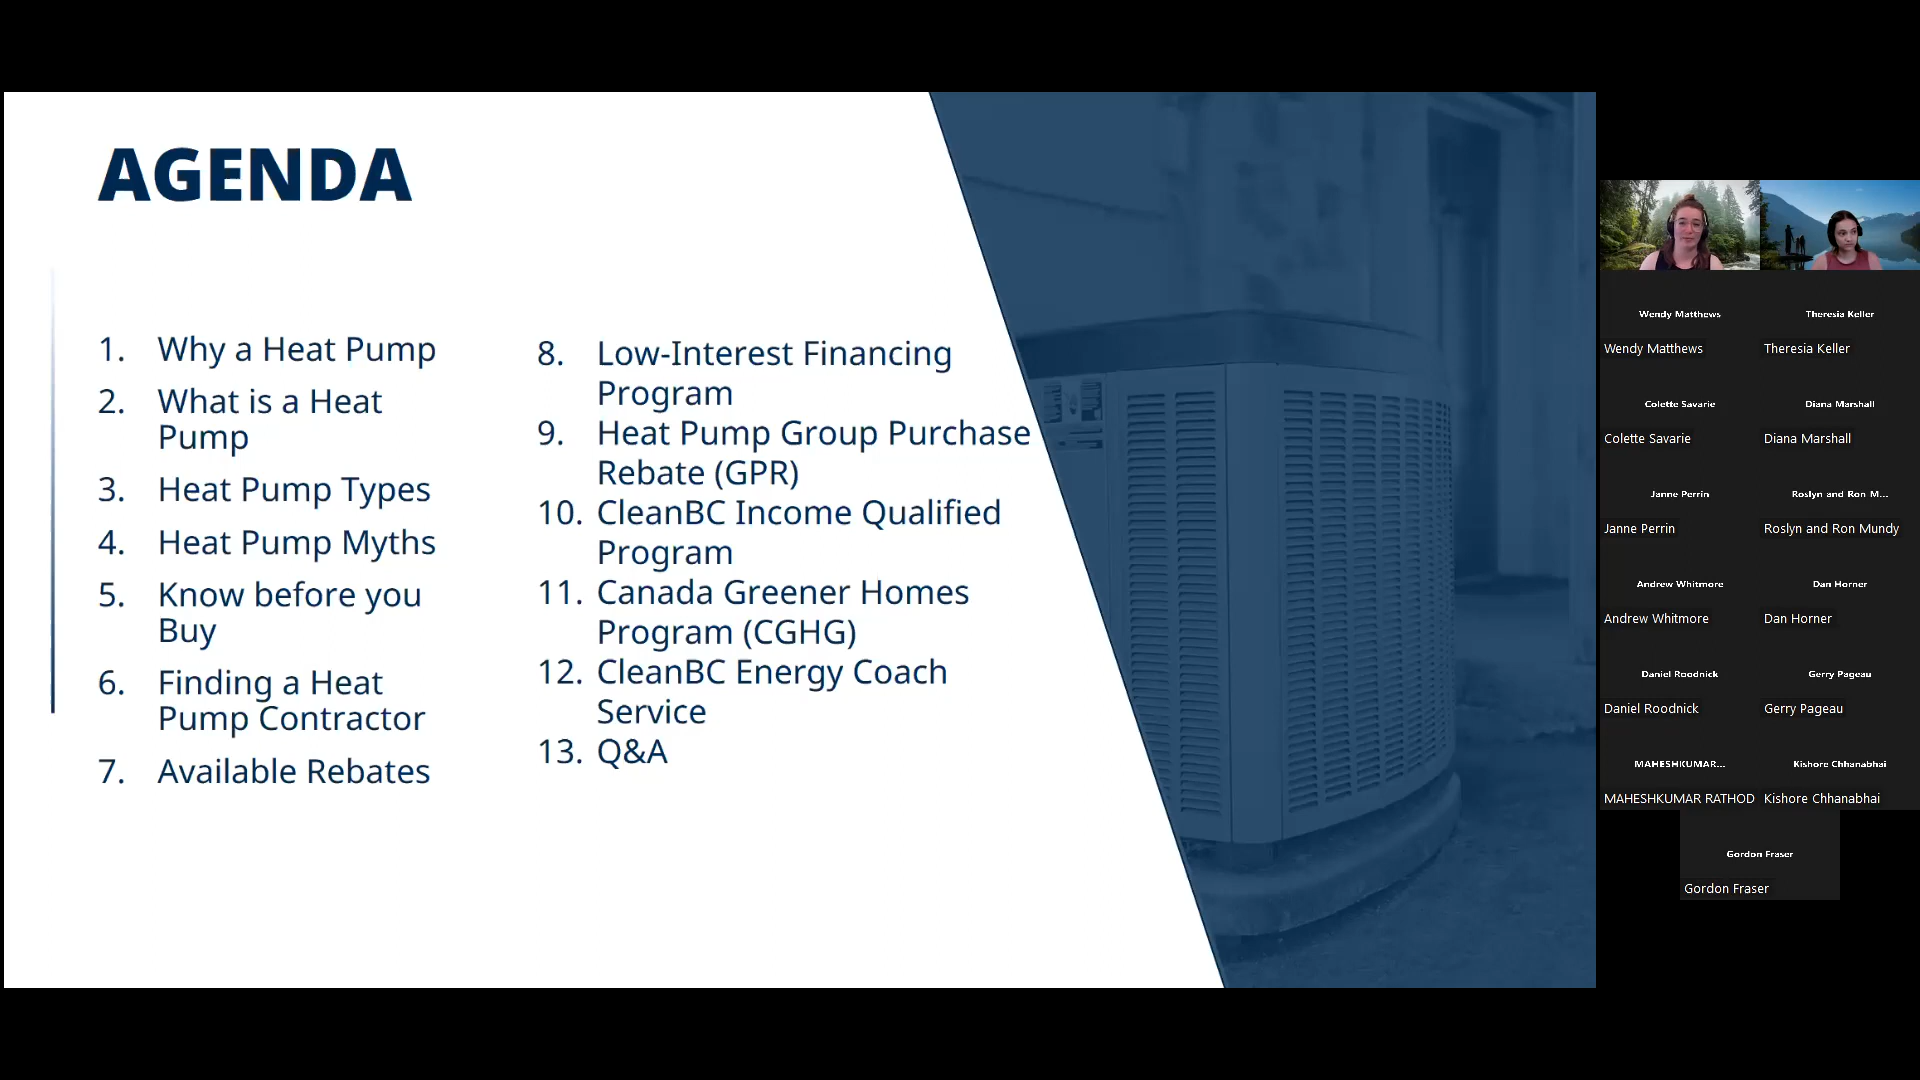 AGENDA
1. Why a Heat Pump
2. What is a Heat
Pump
3. Heat Pump Types
4. Heat Pump Myths
5. Know before you
Buy
6. Finding a Heat
Pump Contractor
7. Available Rebates
8. Low-Interest Financing
Program
9. Heat Pump Group Purchase
Rebate (GPR)
10. CleanBC Income Qualified
Program
11. Canada Greener Homes
Program (CGHG)
12. CleanBC Energy Coach
Service
13. Q&A
Wendy Matthews
Wendy Matthews
Theresia Keller
Theresia Keller
Colette Savarie
Colette Savarie
Diana Marshall
Diana Marshall
Janne Perrin
Janne Perrin
Roslyn and Ron M...
Roslyn and Ron Mundy
Andrew Whitmore
Andrew Whitmore
Dan Horner
Dan Horner
Daniel Roodnick
Daniel Roodnick
Gerry Pageau
Gerry Pageau
MAHESHKUMAR...
MAHESHKUMAR RATHOD
Kishore Chhanabhai
Kishore Chhanabhai
Gordon Fraser
Gordon Fraser